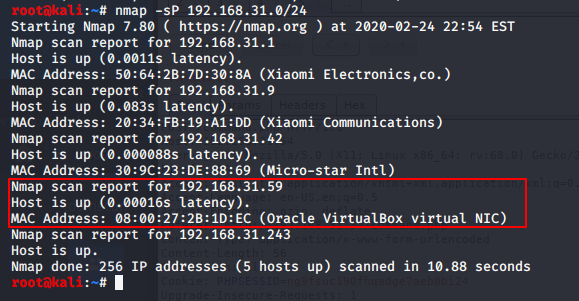 root@kali:~# nmap -sP 192.168.31.0/24
Starting Nmap 7.80 ( https://nmap.org ) at 2020-02-24 22:54 EST
Nmap scan report for 192.168.31.1
Host is up (0.0011s latency).
MAC Address: 50:64:2B:7D:30:8A (Xiaomi Electronics,co.)
Nmap scan report for 192.168.31.9
Host is up (0.083s latency).
MAC Address: 20:34:FB:19:A1:DD (Xiaomi Communications)
Nmap scan report for 192.168.31.42
Host is up (0.000088s latency).
MAC Address: 30:9C:23:DE:88:69 (Micro-star Intl)
Nmap scan report for 192.168.31.59
Host is up (0.00016s latency).
MAC Address: 08:00:27:2B:1D:EC (Oracle VirtualBox virtual NIC)
Nmap scan report for 192.168.31.243
Host is up.
Nmap done: 256 IP addresses (5 hosts up) scanned in 10.88 seconds
root@kali:~#